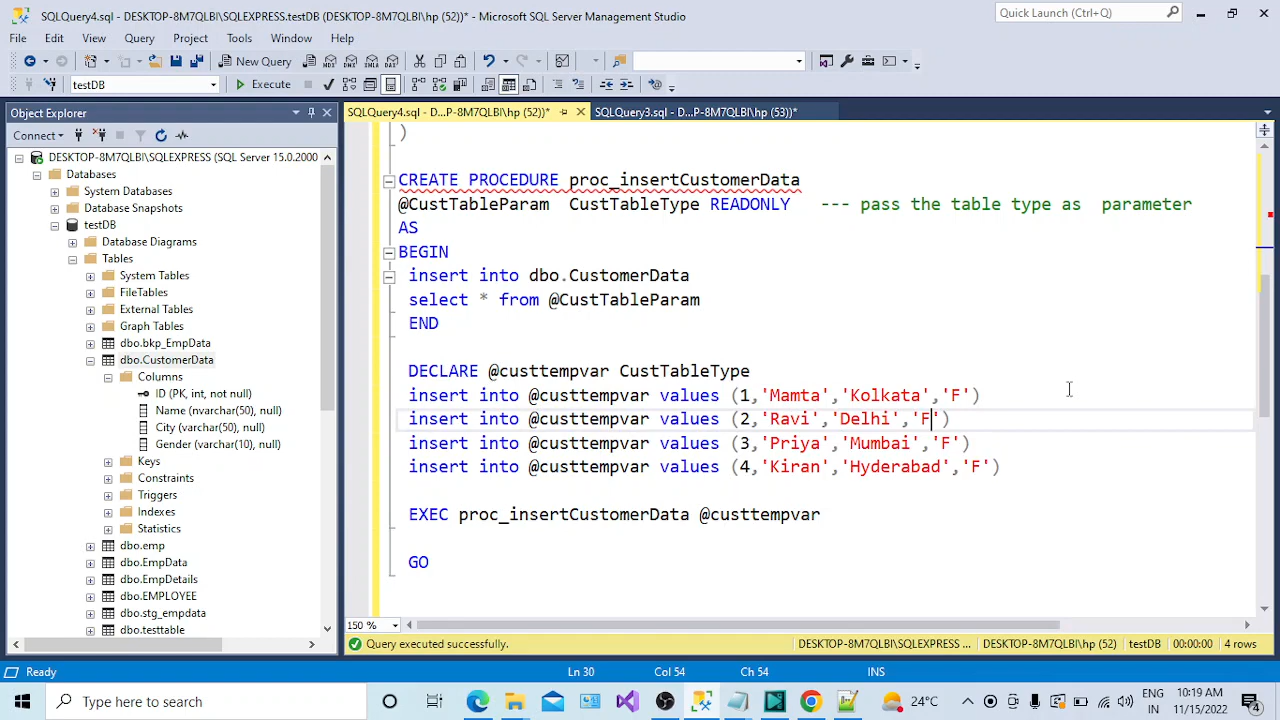 SQLQuery4.sql - DESKTOP-8M7QLBI\SQLEXPRESS.testDB (DESKTOP-8M7QLBI\hp (52))* - Microsoft SQL Server Management Studio
Quick Launch (Ctrl+Q)
File Edit View Query Project Tools Window Help
New Query
testDB Execute
Object Explorer
Connect
DESKTOP-8M7QLBI\SQLEXPRESS (SQL Server 15.0.2000
Databases
System Databases
Database Snapshots
testDB
Database Diagrams
Tables
System Tables
FileTables
External Tables
Graph Tables
dbo.bkp_EmpData
dbo.CustomerData
Columns
ID (PK, int, not null)
Name (nvarchar(50), null)
City (nvarchar(50), null)
Gender (nvarchar(10), null)
Keys
Constraints
Triggers
Indexes
Statistics
dbo.emp
dbo.EmpData
dbo.EmpDetails
dbo.EMPLOYEE
dbo.stg_empdata
dbo.testtable
SQLQuery4.sql - D...P-8M7QLBI\hp (52))* SQLQuery3.sql - D...P-8M7QLBI\hp (53))*
)
CREATE PROCEDURE proc_insertCustomerData
@CustTableParam CustTableType READONLY --- pass the table type as parameter
AS
BEGIN
insert into dbo.CustomerData
select * from @CustTableParam
END
DECLARE @custtempvar CustTableType
insert into @custtempvar values (1,'Mamta','Kolkata','F')
insert into @custtempvar values (2,'Ravi','Delhi','F')
insert into @custtempvar values (3,'Priya','Mumbai','F')
insert into @custtempvar values (4,'Kiran','Hyderabad','F')
EXEC proc_insertCustomerData @custtempvar
GO
150 %
Query executed successfully. DESKTOP-8M7QLBI\SQLEXPRESS ... DESKTOP-8M7QLBI\hp (52) testDB 00:00:00 4 rows
Ready Ln 30 Col 54 Ch 54 INS
Type here to search 24°C ENG 10:19 AM
IN 11/15/2022 4